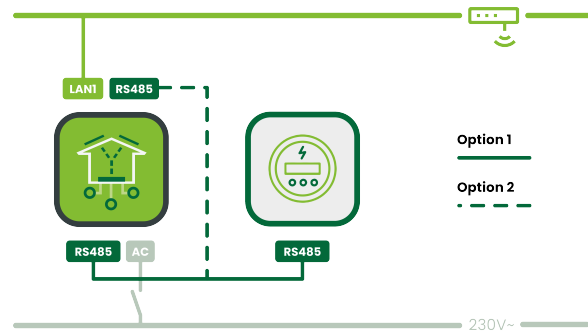 LAN1 RS485
Option 1
Option 2
RS485 AC RS485
230V~